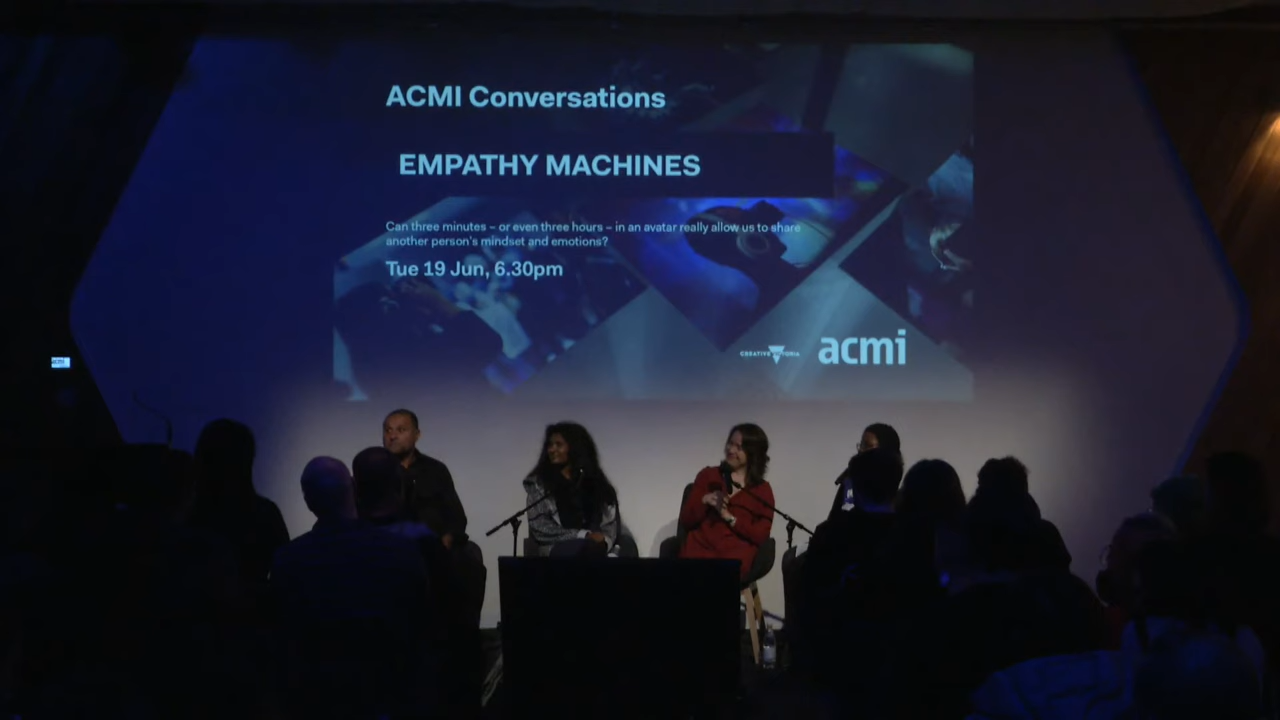 ACMI Conversations
EMPATHY MACHINES
Can three minutes – or even three hours – in an avatar really allow us to share
another person's mindset and emotions?
Tue 19 Jun, 6.30pm
CREATIVE VICTORIA
acmi
acmi